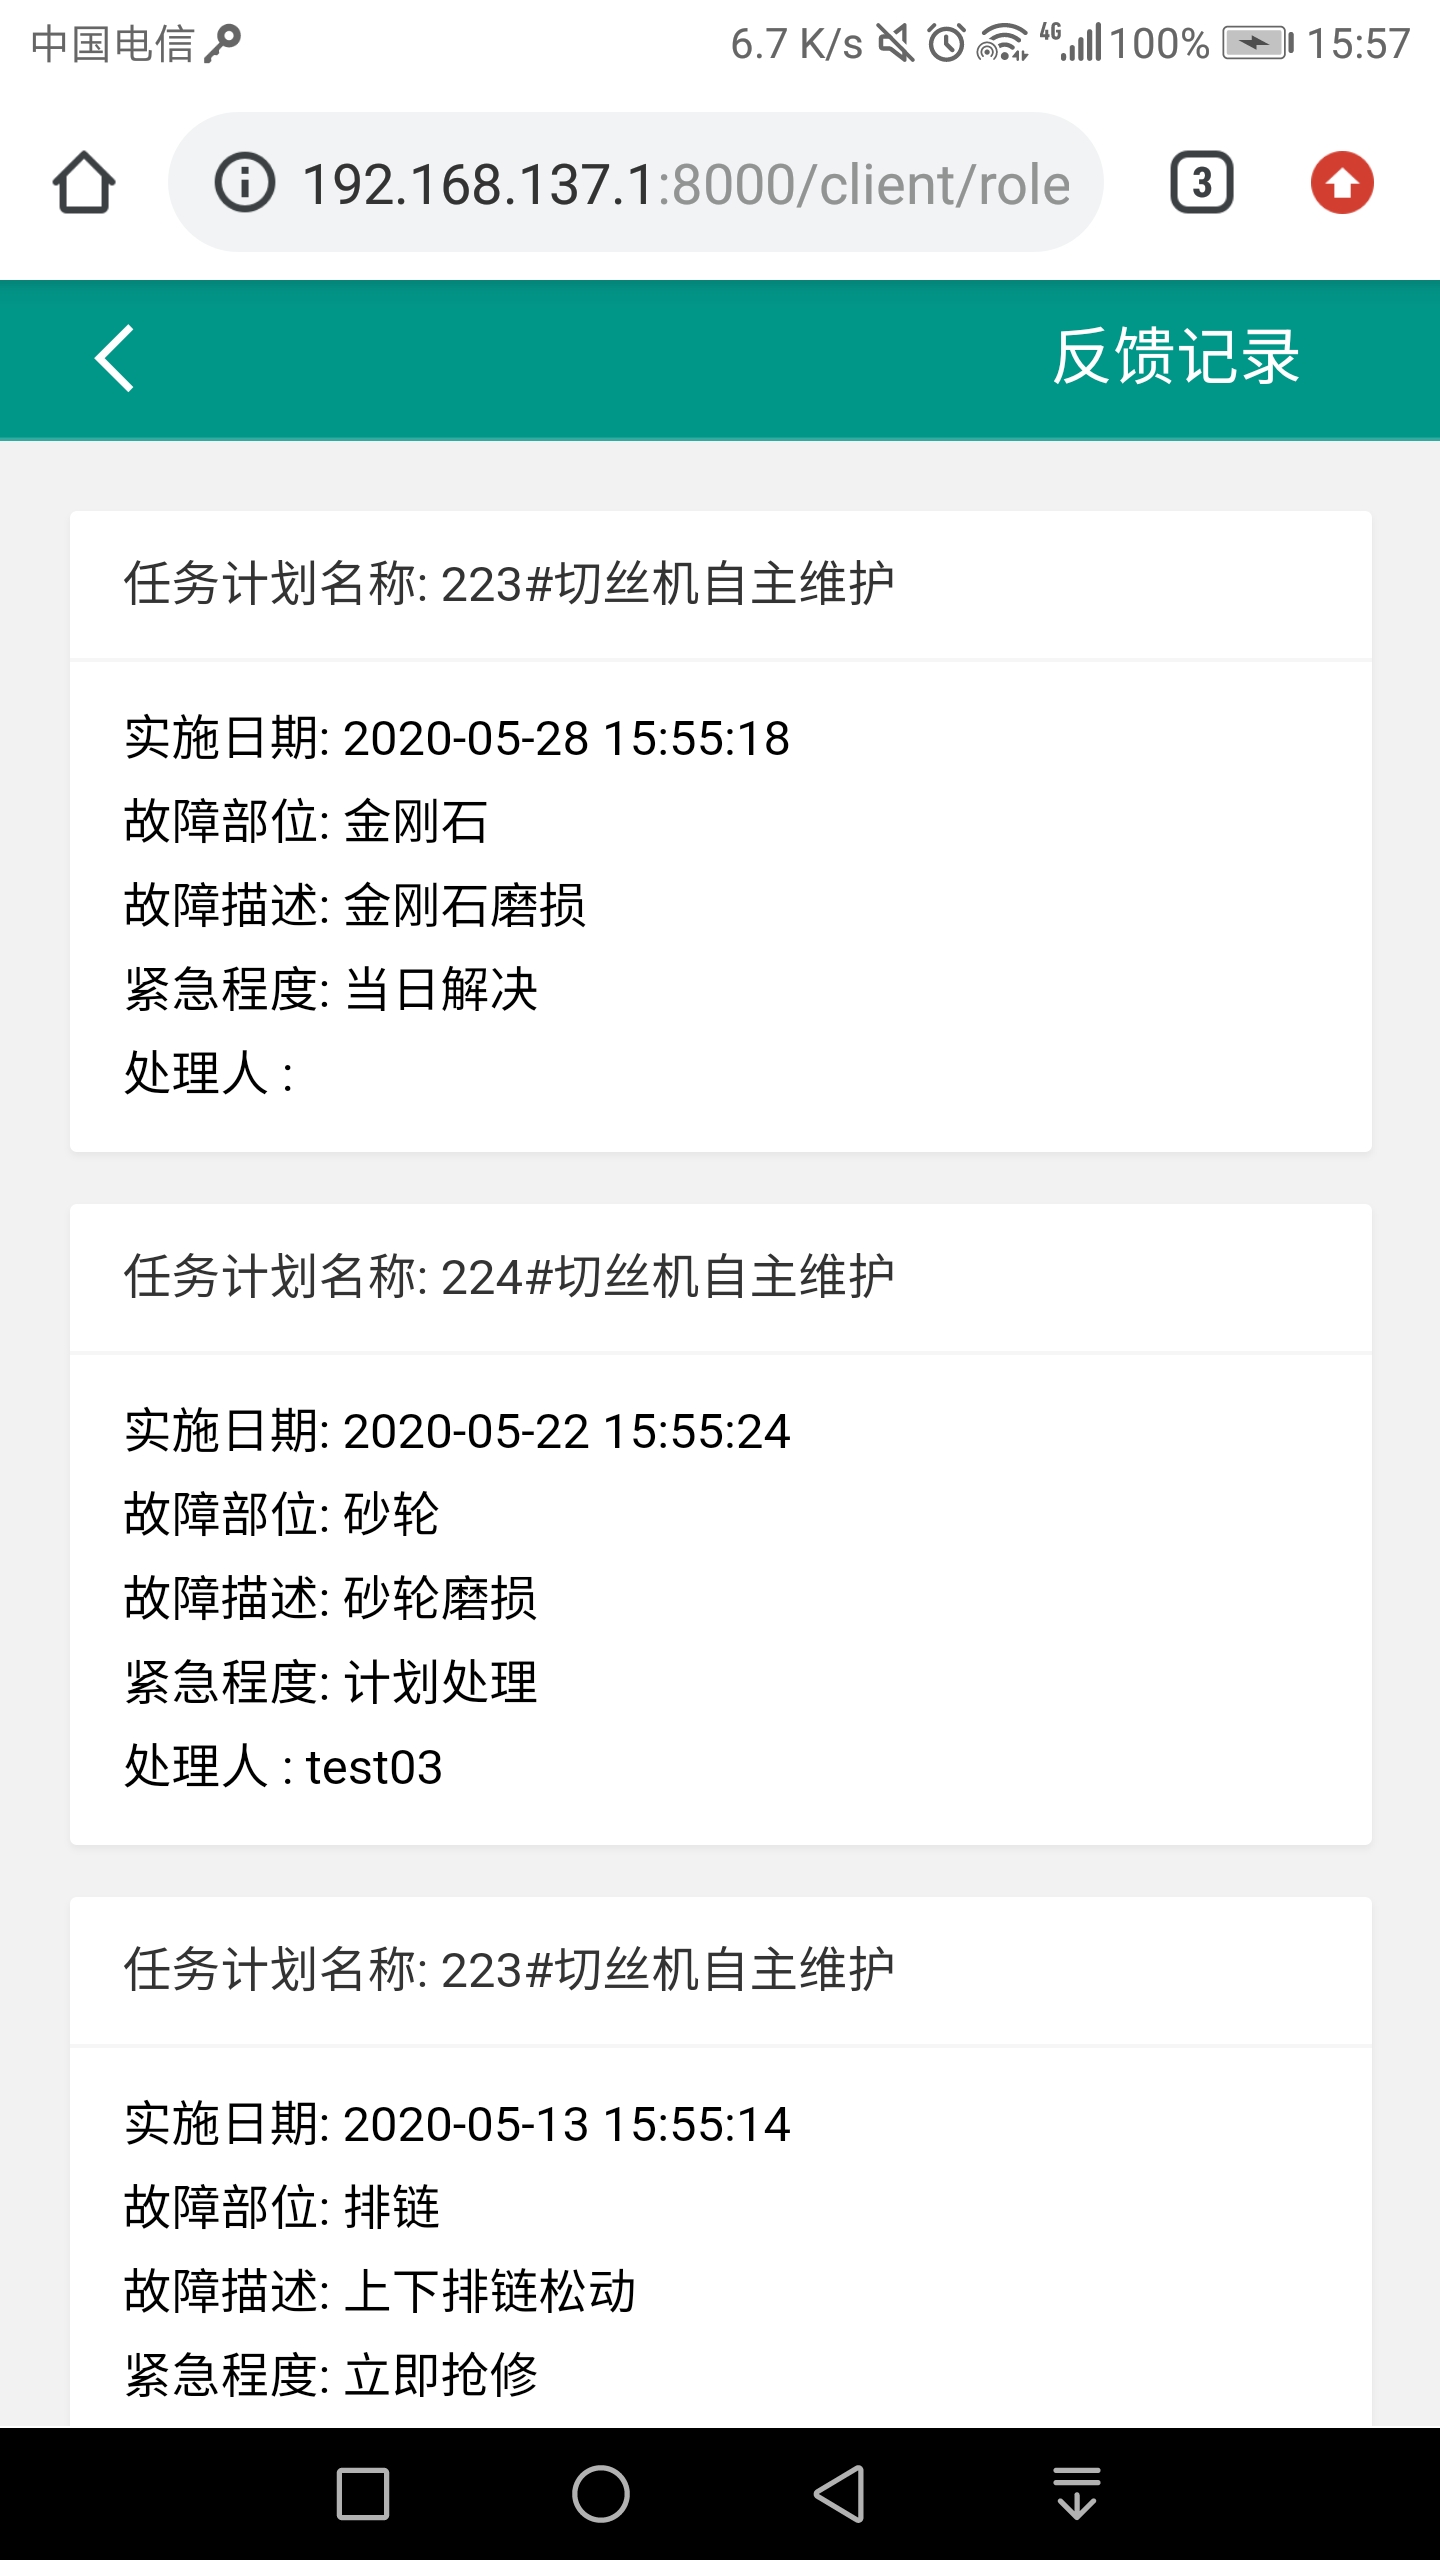 中国电信 6.7 K/s 4G 100% 15:57
192.168.137.1:8000/client/role 3
反馈记录
任务计划名称: 223#切丝机自主维护
实施日期: 2020-05-28 15:55:18
故障部位: 金刚石
故障描述: 金刚石磨损
紧急程度: 当日解决
处理人 :
任务计划名称: 224#切丝机自主维护
实施日期: 2020-05-22 15:55:24
故障部位: 砂轮
故障描述: 砂轮磨损
紧急程度: 计划处理
处理人 : test03
任务计划名称: 223#切丝机自主维护
实施日期: 2020-05-13 15:55:14
故障部位: 排链
故障描述: 上下排链松动
紧急程度: 立即抢修